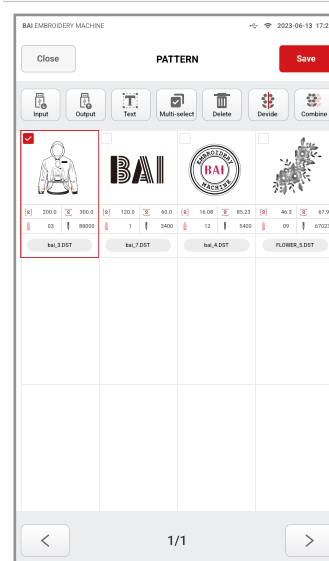 BAI EMBROIDERY MACHINE 2023-06-13 17:2
Close PATTERN Save
Input Output Text Multi-select Delete Devide Combine
BAI
EMBROIDERY
BAI
MACHINE
200.0 300.0 120.0 60.0 16.08 85.23 46.3 67.9
03 88000 1 3400 12 5400 09 67023
bai_3.DST bai_7.DST bai_4.DST FLOWER_5.DST
< 1/1 >